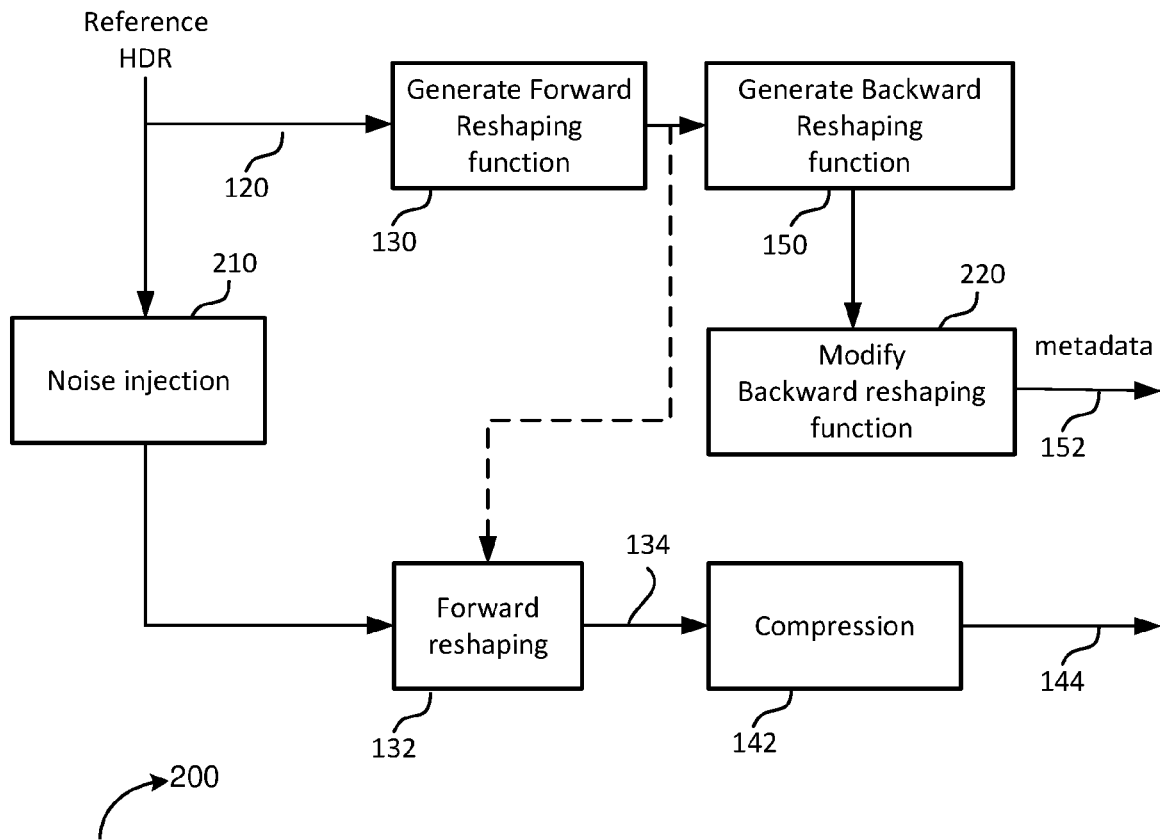 Reference
HDR
Generate Forward
Reshaping
function
Generate Backward
Reshaping
function
120
130
150
210
220
Noise injection
Modify
Backward reshaping
function
metadata
152
134
Forward
reshaping
Compression
132
142
144
200